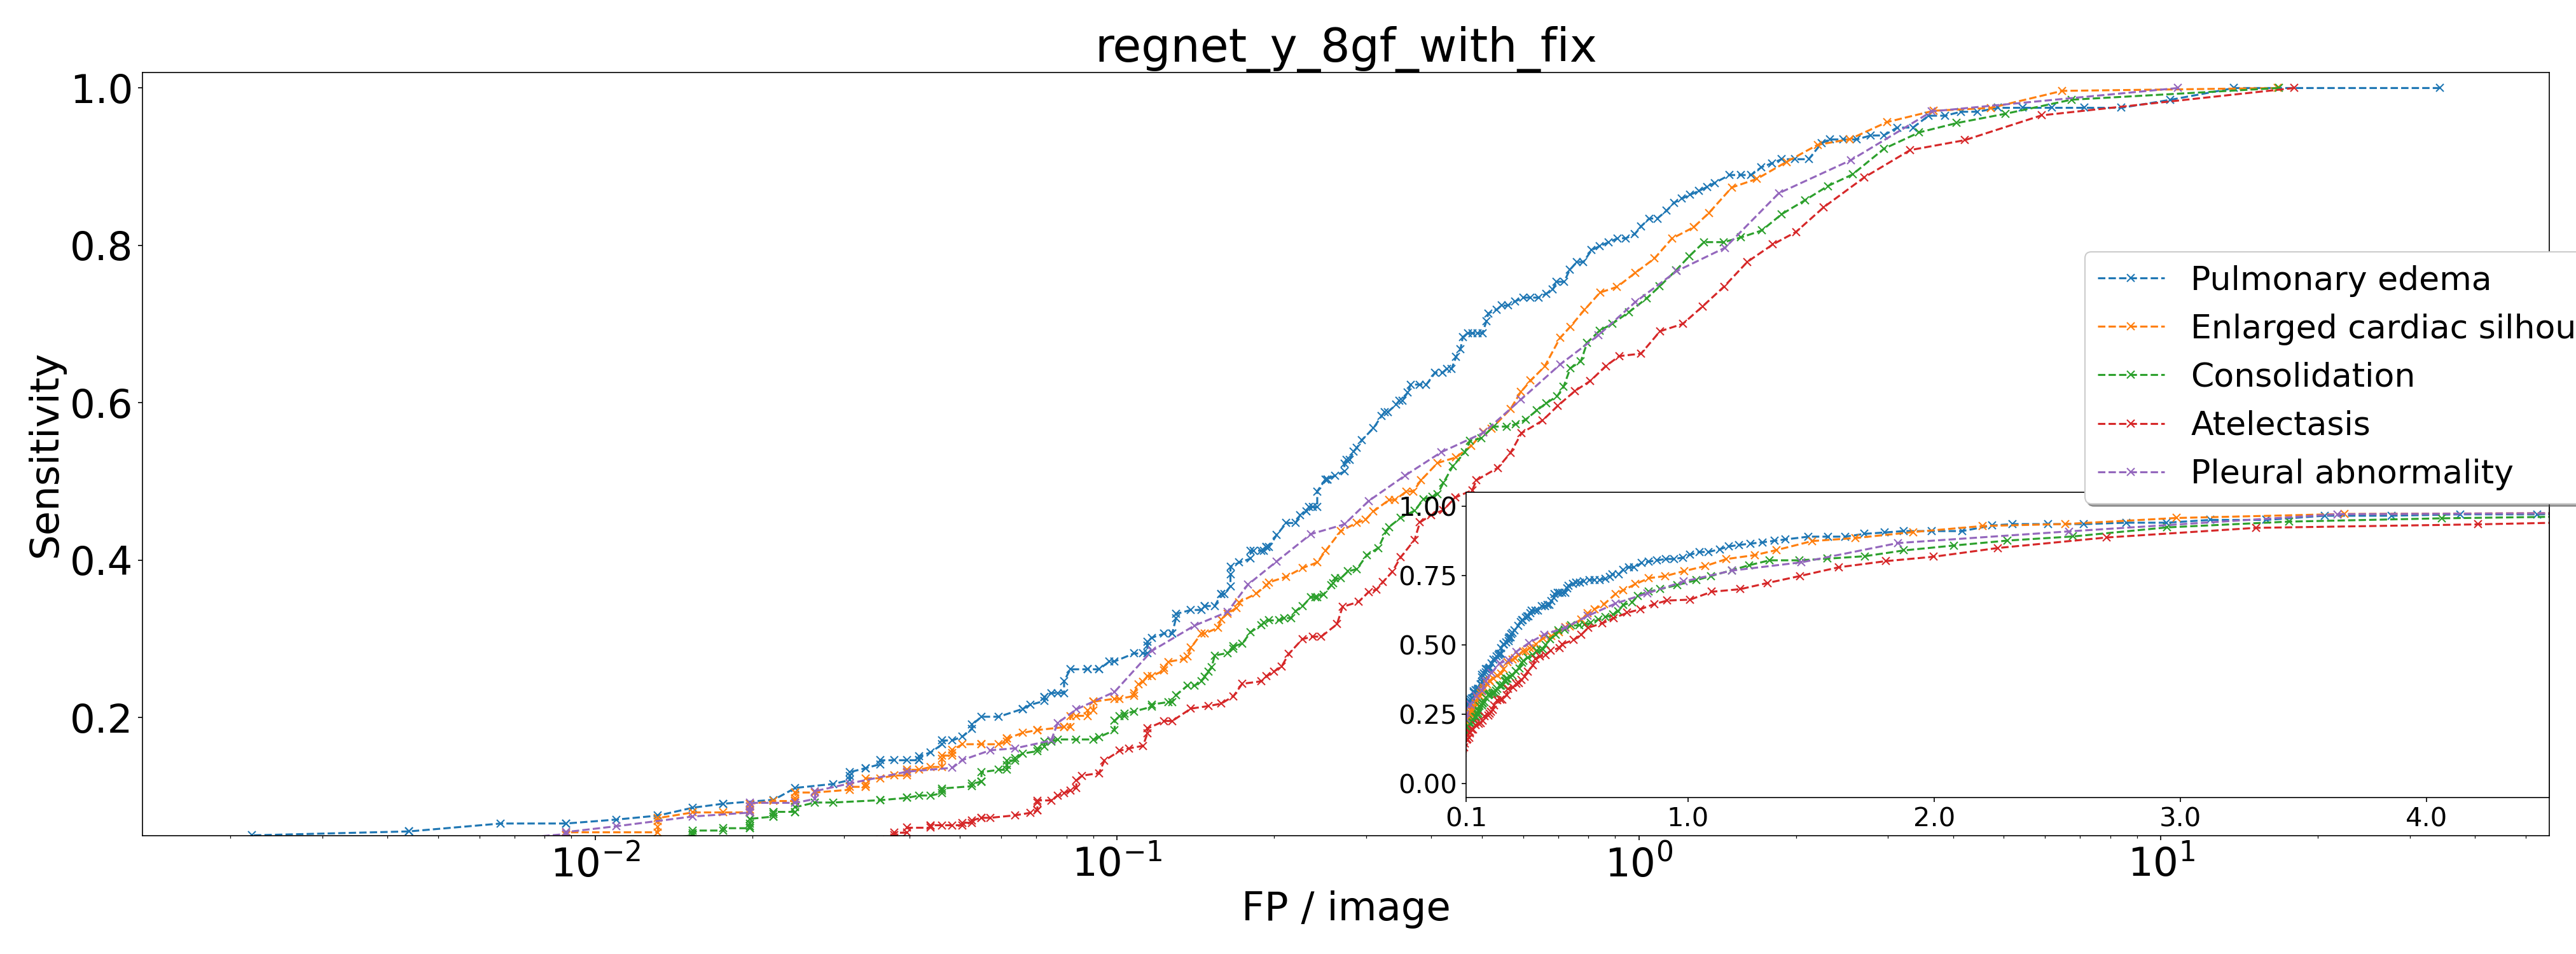 regnet_y_8gf_with_fix
Sensitivity
1.0
0.8
0.6
0.4
0.2
Pulmonary edema
Enlarged cardiac silhou
Consolidation
Atelectasis
Pleural abnormality
1.00
0.75
0.50
0.25
0.00
0.1 1.0 2.0 3.0 4.0
10⁻² 10⁻¹ 10⁰ 10¹
FP / image